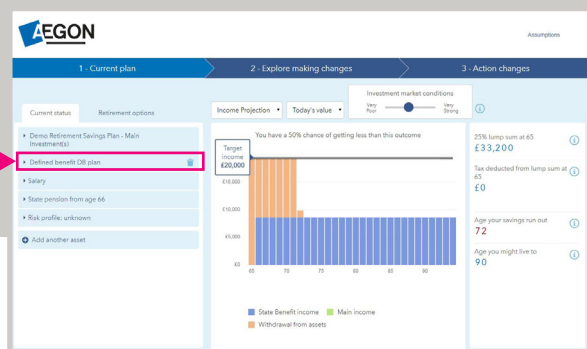 AEGON
Assumptions
1 - Current plan
2 - Explore making changes
3 - Action changes
Current status
Retirement options
Demo Retirement Savings Plan - Main
Investment(s)
Defined benefit DB plan
Salary
State pension from age 66
Risk profile: unknown
Add another asset
Income Projection
Today's value
Investment market conditions
Very
Poor
Very
Strong
You have a 50% chance of getting less than this outcome
Target
income
£20,000
£15,000
£10,000
£5,000
£0
65 70 75 80 85 90
State Benefit income
Main income
Withdrawal from assets
25% lump sum at 65
£33,200
Tax deducted from lump sum at
65
£0
Age your savings run out
72
Age you might live to
90